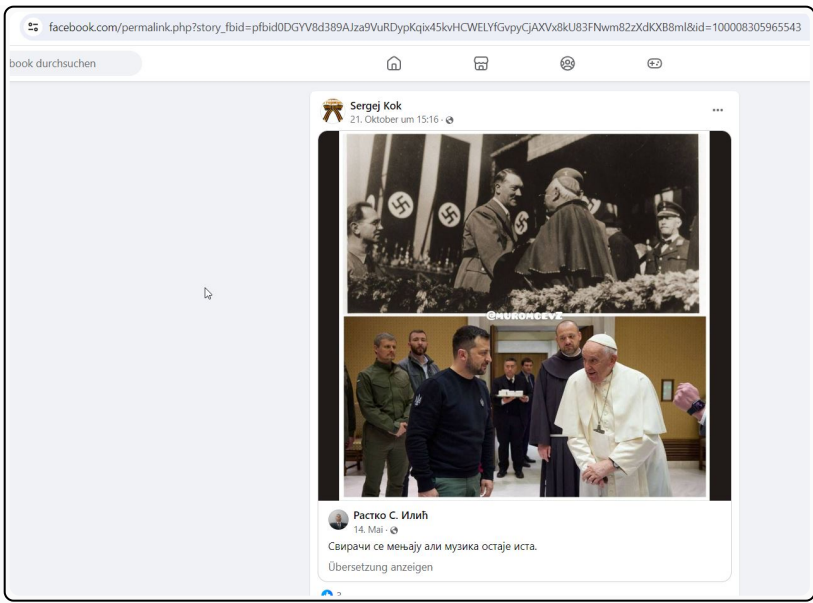 facebook.com/permalink.php?story_fbid=pfbid0DGYV8d389AJza9VuRDypKqix45kvHCWELYfGvpyCjAXVx8kU83FNwm82zXdKXB8ml&id=100008305965543
book durchsuchen
Sergej Kok
21. Oktober um 15:16 ·
@MUROMCEVZ
Растко С. Илић
14. Mai ·
Свирачи се мењају али музика остаје иста.
Übersetzung anzeigen